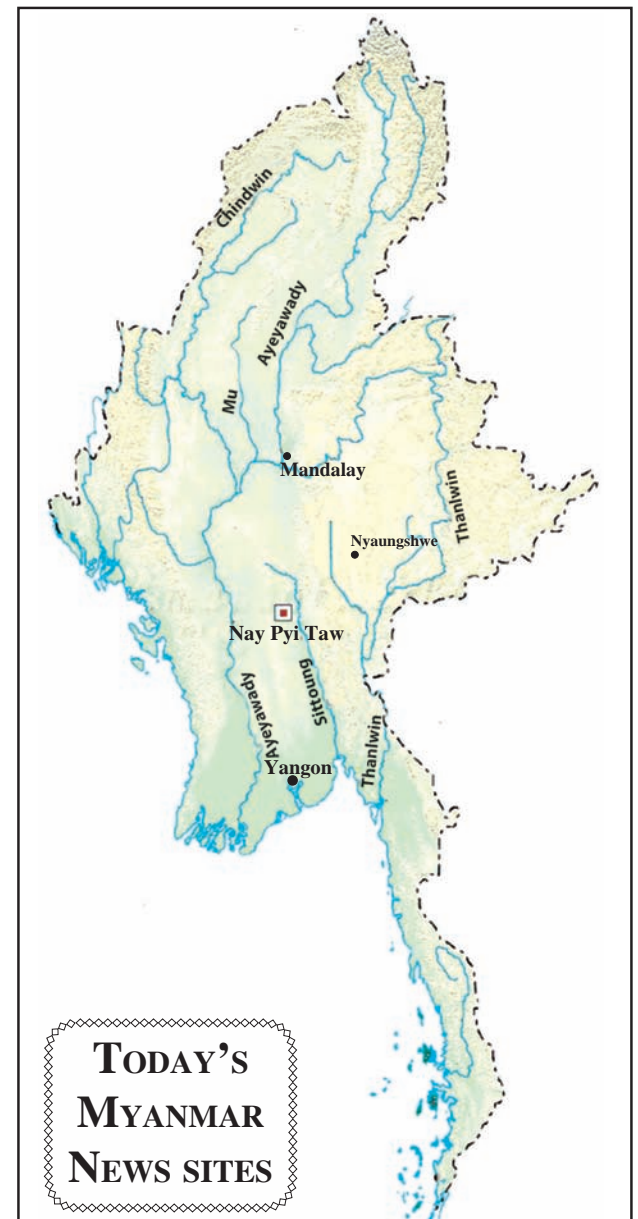 Chindwin
Ayeyawady
Mu
Mandalay
Thanlwin
Nyaungshwe
Nay Pyi Taw
Sittoung
Ayeyawady
Thanlwin
Yangon
TODAY'S
MYANMAR
NEWS SITES